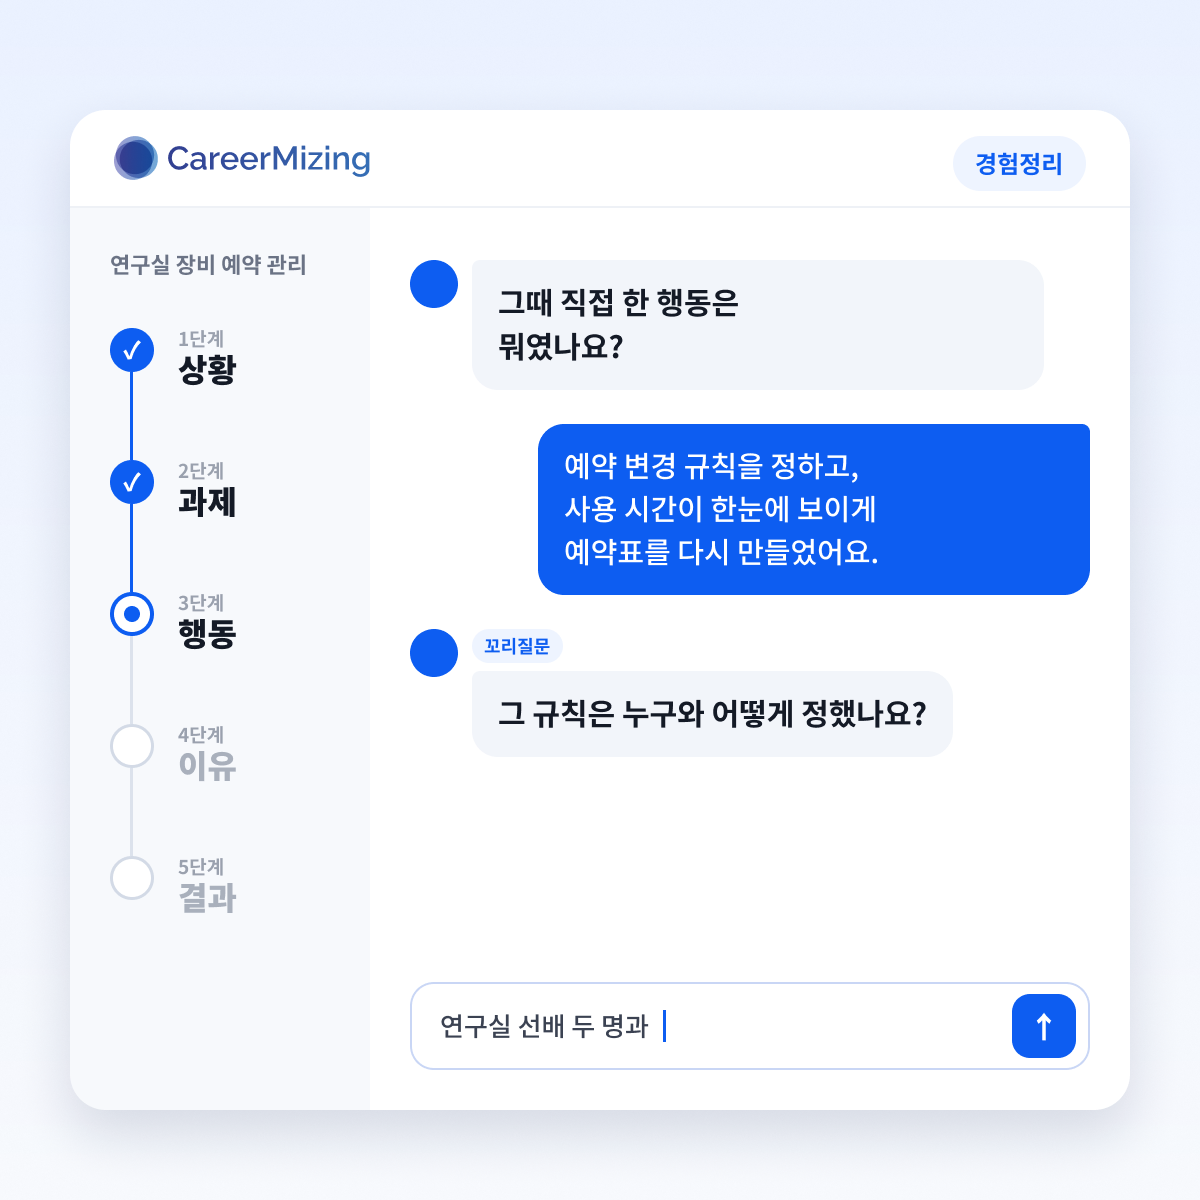 CareerMizing
경험정리
연구실 장비 예약 관리
1단계
상황
2단계
과제
3단계
행동
4단계
이유
5단계
결과
그때 직접 한 행동은
뭐였나요?
예약 변경 규칙을 정하고,
사용 시간이 한눈에 보이게
예약표를 다시 만들었어요.
꼬리질문
그 규칙은 누구와 어떻게 정했나요?
연구실 선배 두 명과